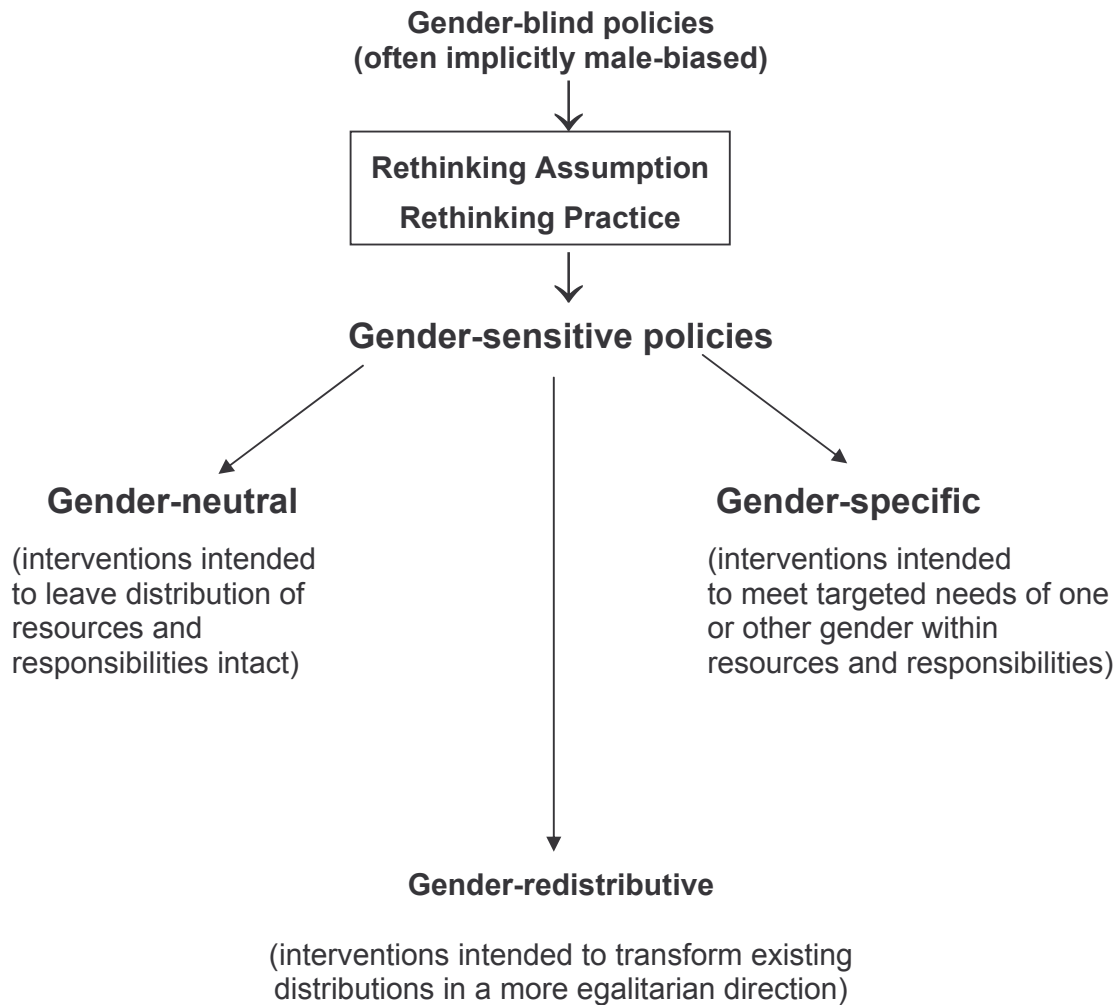 Gender-blind policies
(often implicitly male-biased)
Rethinking Assumption
Rethinking Practice
Gender-sensitive policies
Gender-neutral
(interventions intended
to leave distribution of
resources and
responsibilities intact)
Gender-specific
(interventions intended
to meet targeted needs of one
or other gender within
resources and responsibilities)
Gender-redistributive
(interventions intended to transform existing
distributions in a more egalitarian direction)